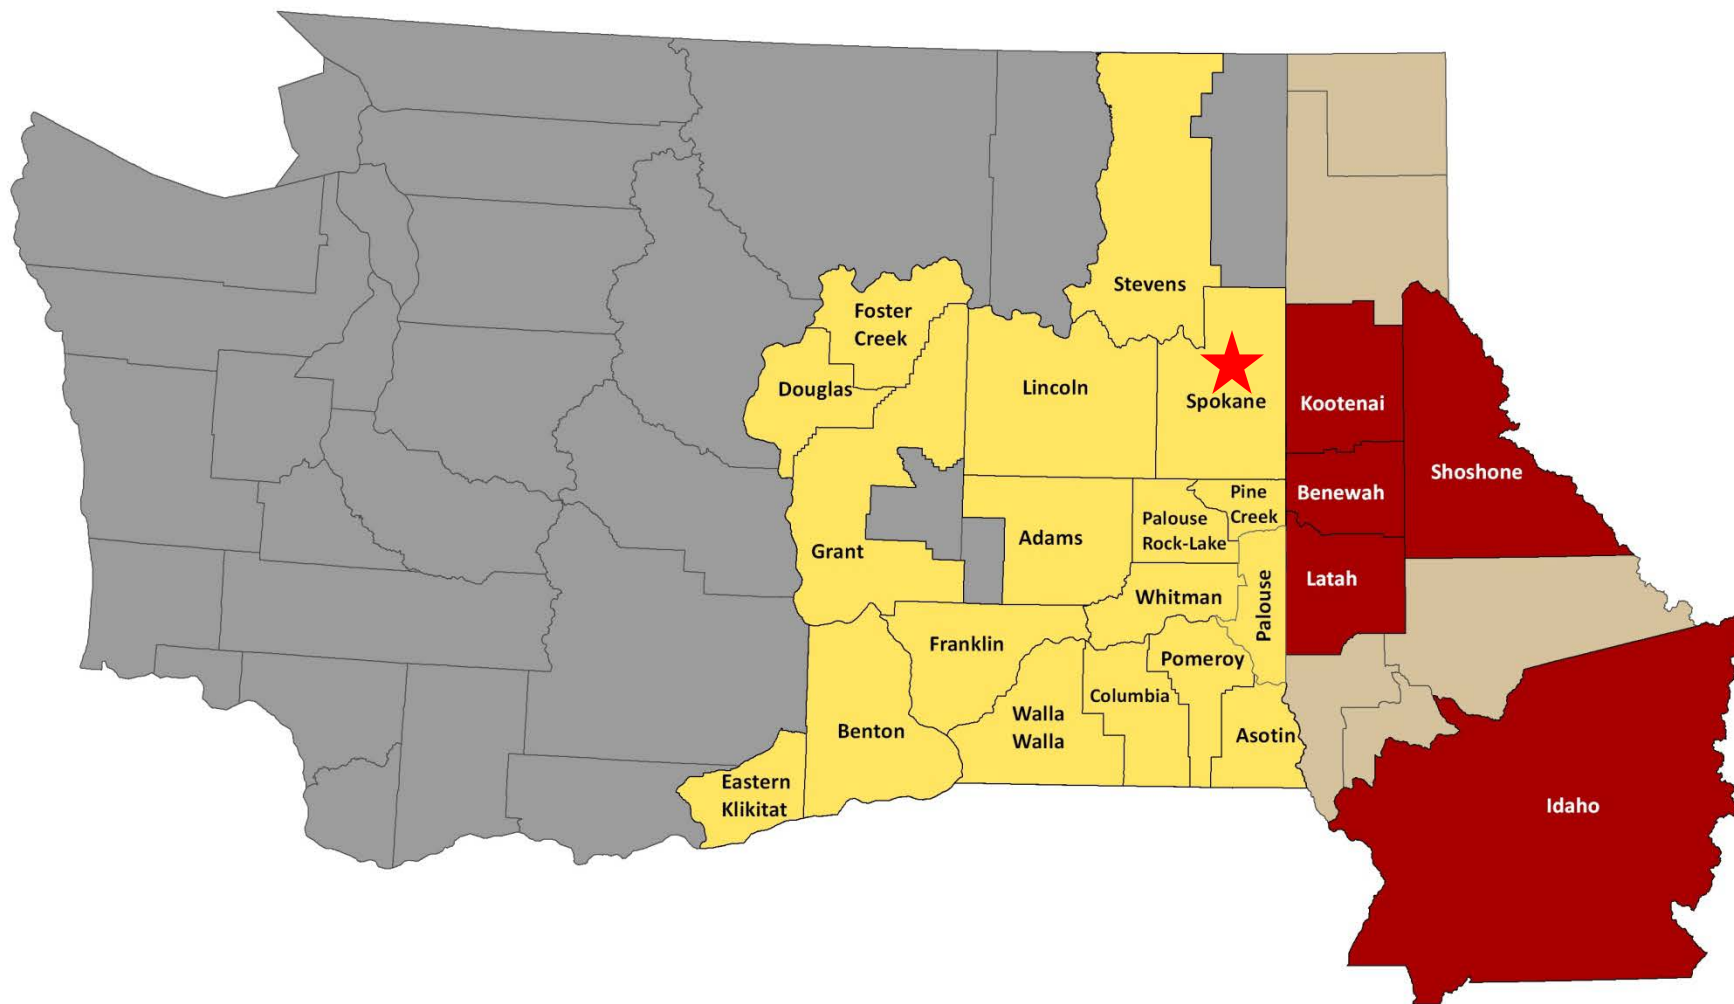 Stevens
Foster
Creek
Douglas
Lincoln
Spokane
Kootenai
Shoshone
Benewah
Pine
Creek
Palouse
Rock-Lake
Adams
Grant
Latah
Whitman
Palouse
Franklin
Pomeroy
Columbia
Walla
Walla
Benton
Asotin
Eastern
Klikitat
Idaho